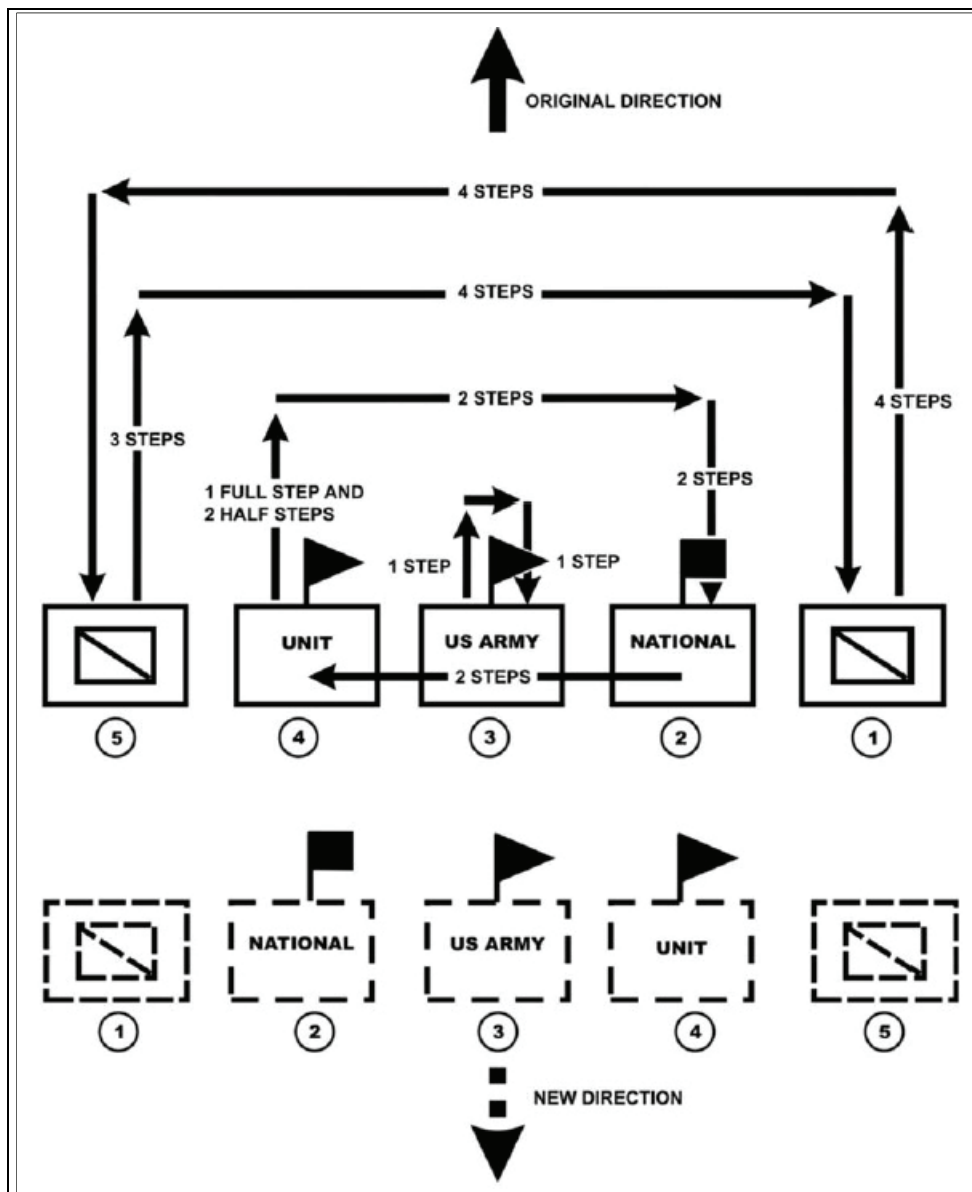 ORIGINAL DIRECTION
4 STEPS
4 STEPS
2 STEPS
4 STEPS
3 STEPS
2 STEPS
1 FULL STEP AND
2 HALF STEPS
1 STEP
1 STEP
UNIT
US ARMY
NATIONAL
2 STEPS
5
4
3
2
1
NATIONAL
US ARMY
UNIT
1
2
3
4
5
NEW DIRECTION